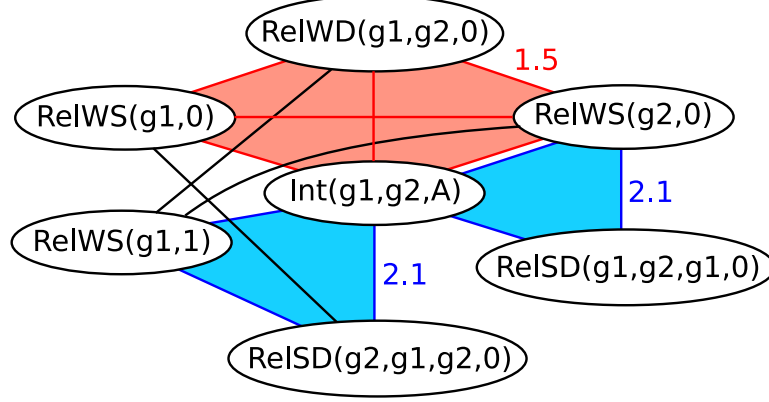 RelWD(g1,g2,0)
1.5
RelWS(g1,0)
RelWS(g2,0)
Int(g1,g2,A)
2.1
RelWS(g1,1)
RelSD(g1,g2,g1,0)
2.1
RelSD(g2,g1,g2,0)